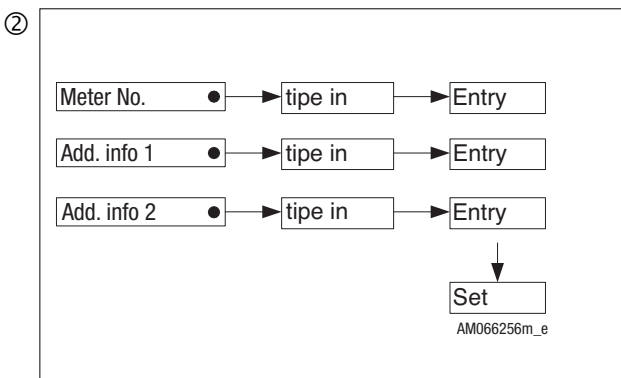 ②
Meter No. ● tipe in Entry
Add. info 1 ● tipe in Entry
Add. info 2 ● tipe in Entry
Set
AM066256m_e